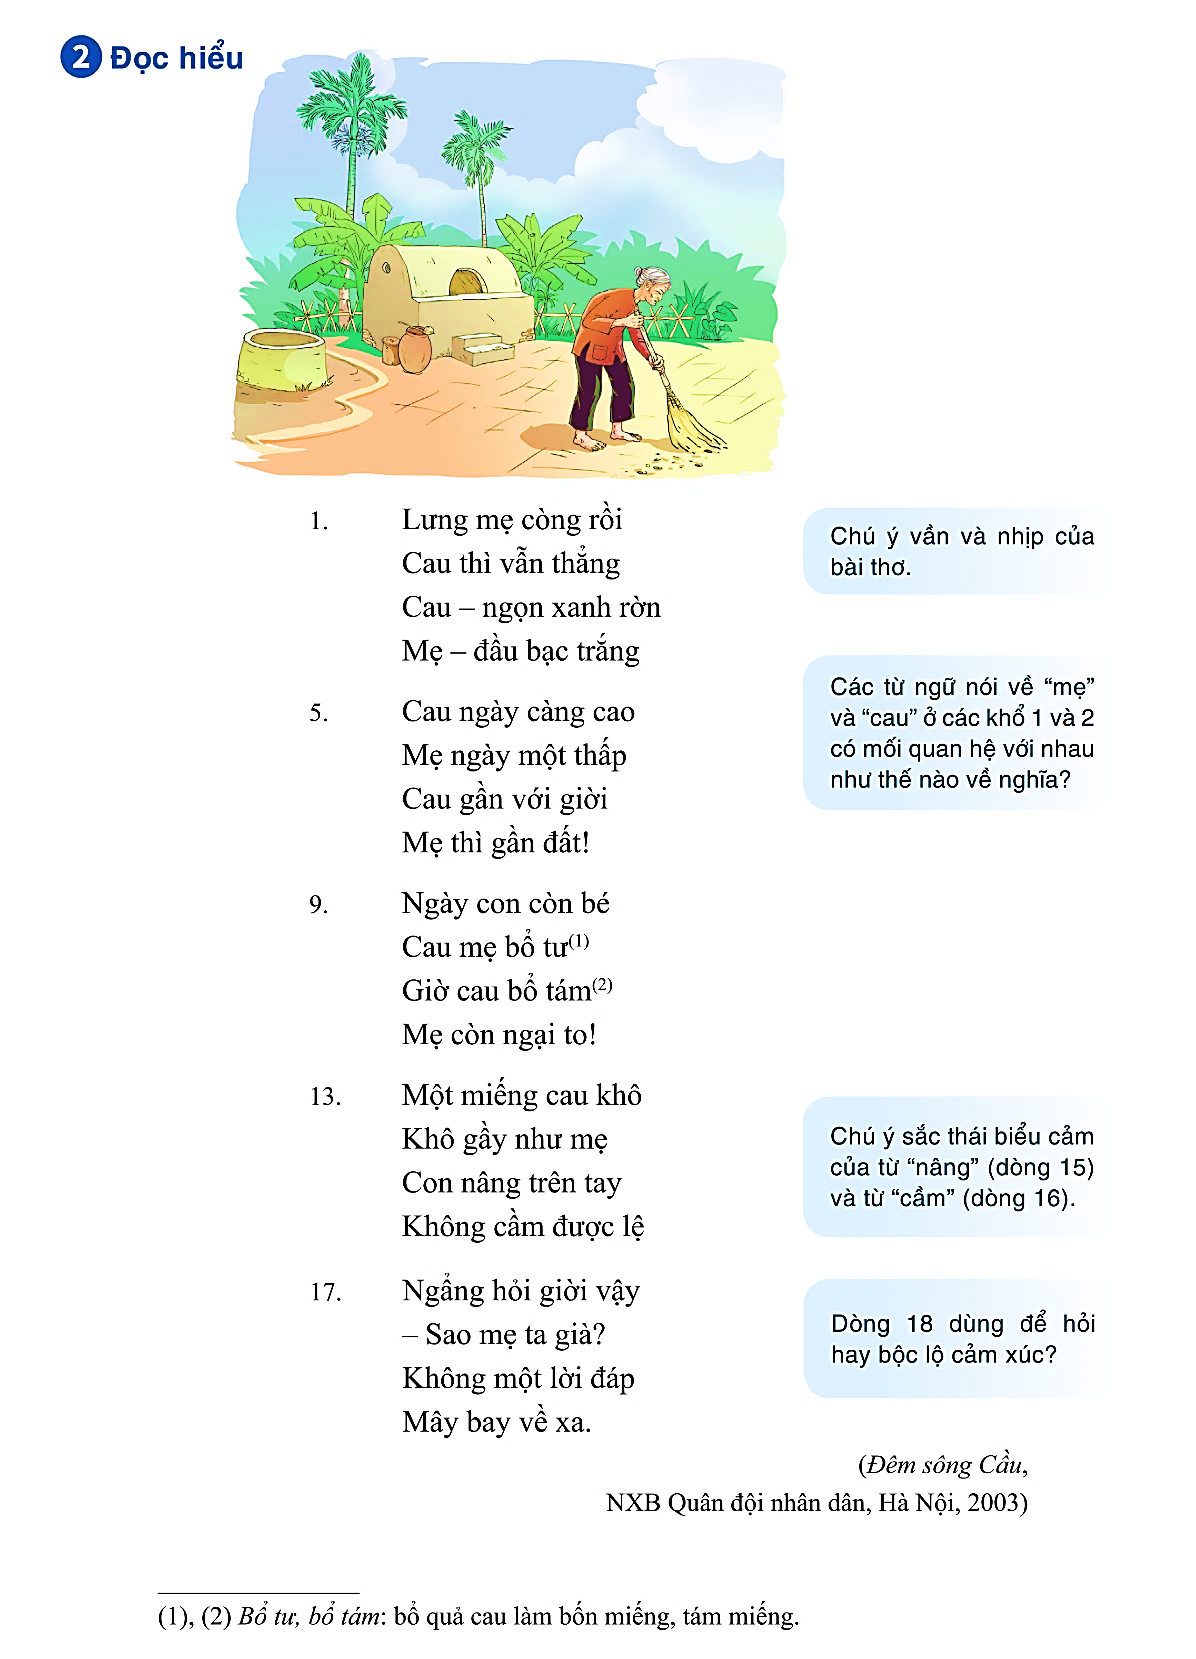 2 Đọc hiểu
1. Lưng mẹ còng rồi
Cau thì vẫn thẳng
Cau – ngọn xanh rờn
Mẹ – đầu bạc trắng
Chú ý vần và nhịp của
bài thơ.
5. Cau ngày càng cao
Mẹ ngày một thấp
Cau gần với giời
Mẹ thì gần đất!
Các từ ngữ nói về “mẹ”
và “cau” ở các khổ 1 và 2
có mối quan hệ với nhau
như thế nào về nghĩa?
9. Ngày con còn bé
Cau mẹ bổ tư(1)
Giờ cau bổ tám(2)
Mẹ còn ngại to!
13. Một miếng cau khô
Khô gầy như mẹ
Con nâng trên tay
Không cầm được lệ
Chú ý sắc thái biểu cảm
của từ “nâng” (dòng 15)
và từ “cầm” (dòng 16).
17. Ngẩng hỏi giời vậy
– Sao mẹ ta già?
Không một lời đáp
Mây bay về xa.
Dòng 18 dùng để hỏi
hay bộc lộ cảm xúc?
(Đêm sông Cầu,
NXB Quân đội nhân dân, Hà Nội, 2003)
(1), (2) Bổ tư, bổ tám: bổ quả cau làm bốn miếng, tám miếng.